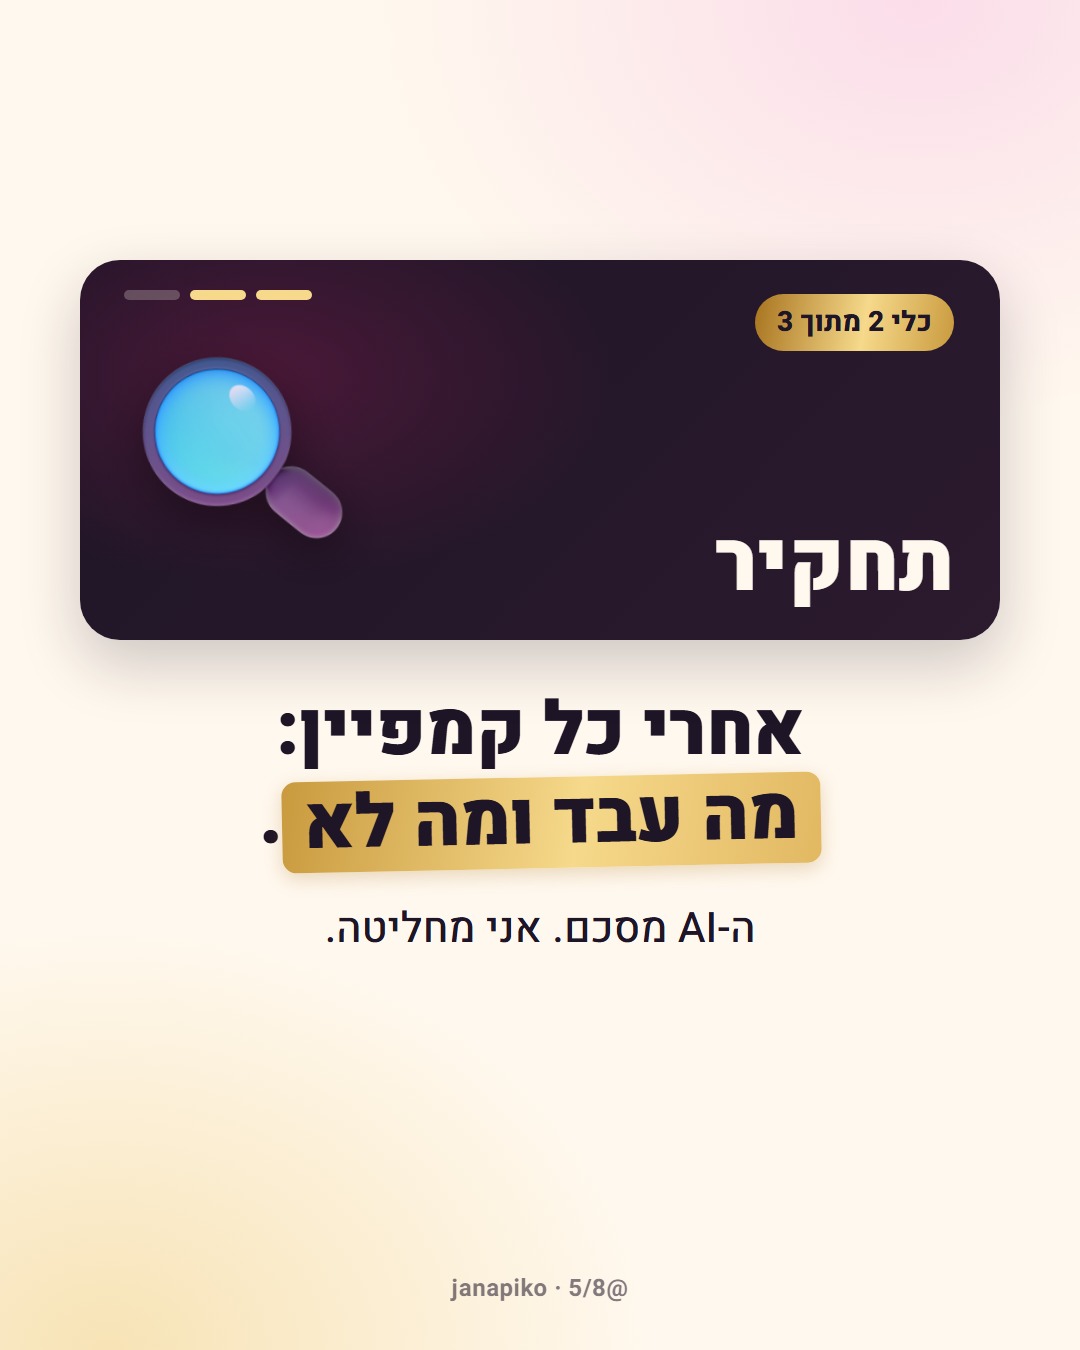 כלי 2 מתוך 3
תחקיר
אחרי כל קמפיין:
מה עבד ומה לא.
ה-AI מסכם. אני מחליטה.
janapiko · 5/8@